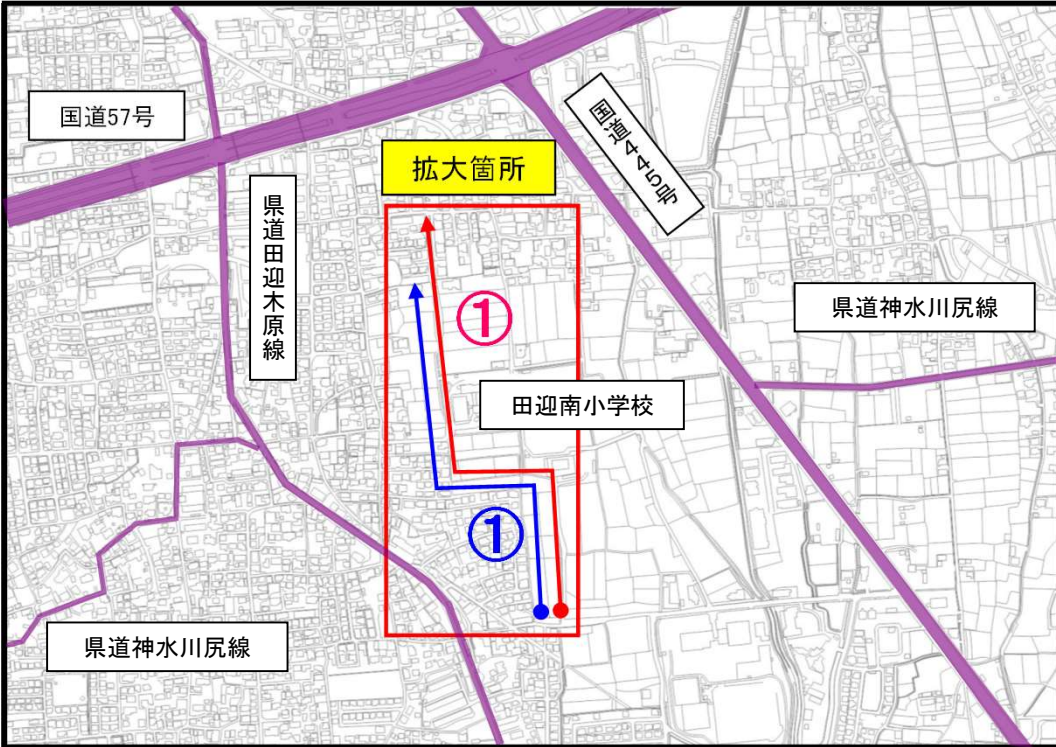 国道57号
国道445号
拡大箇所
県道田迎木原線
①
県道神水川尻線
田迎南小学校
①
県道神水川尻線